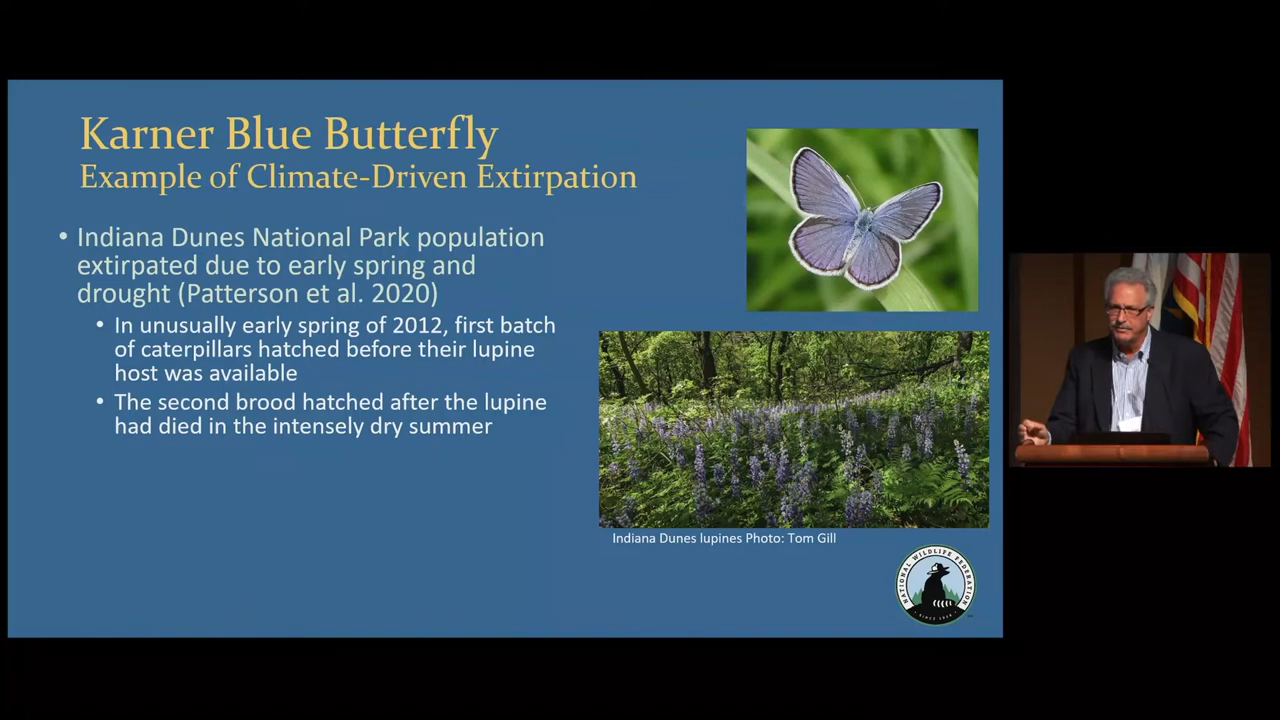 Karner Blue Butterfly
Example of Climate-Driven Extirpation
• Indiana Dunes National Park population
extirpated due to early spring and
drought (Patterson et al. 2020)
• In unusually early spring of 2012, first batch
of caterpillars hatched before their lupine
host was available
• The second brood hatched after the lupine
had died in the intensely dry summer
Indiana Dunes lupines Photo: Tom Gill
NATIONAL WILDLIFE FEDERATION